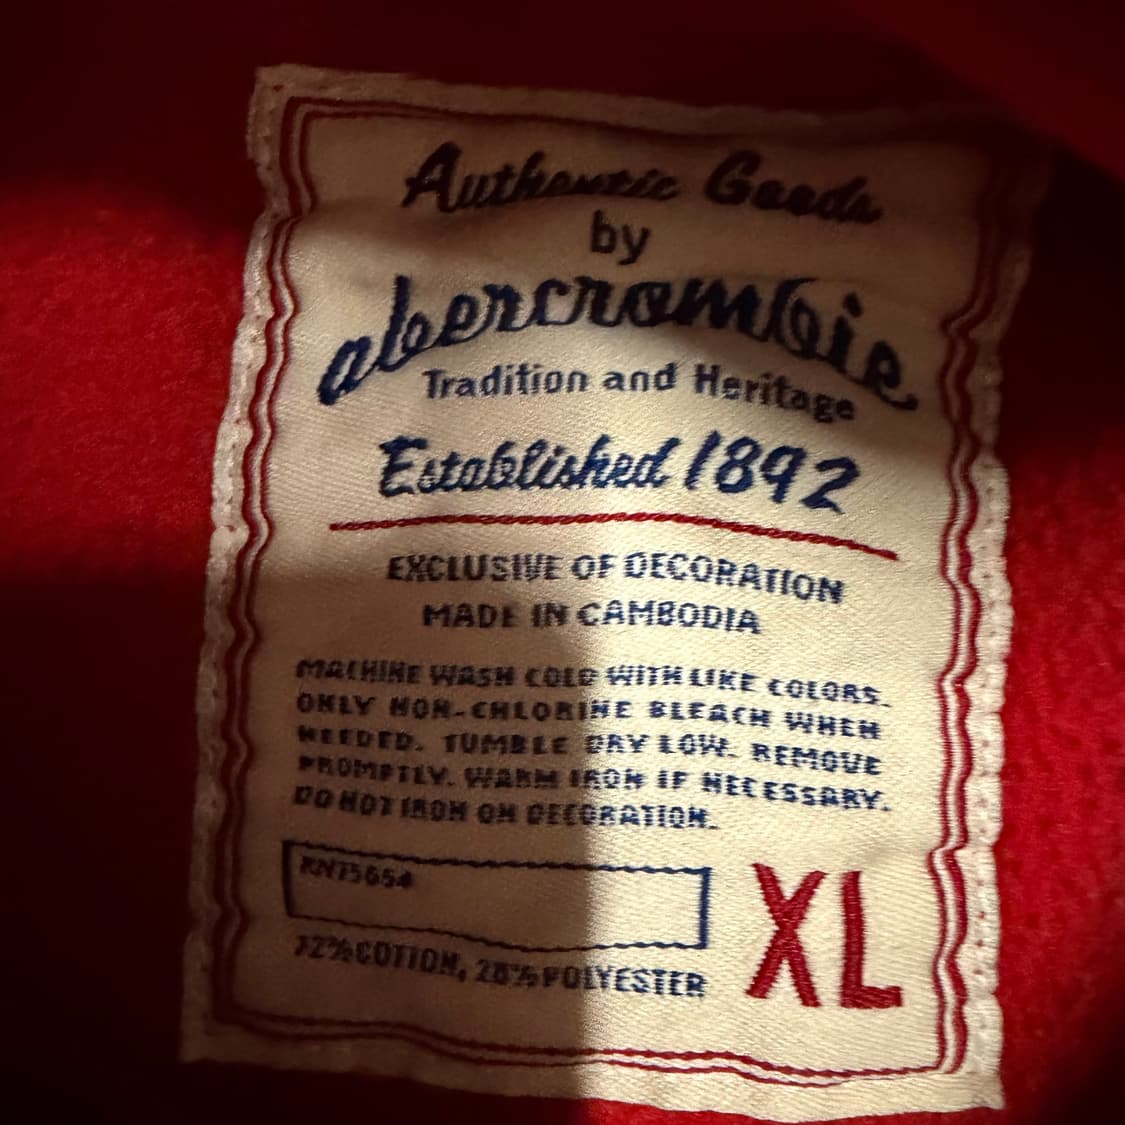 Authentic Goods
by
abercrombie
Tradition and Heritage
Established 1892
EXCLUSIVE OF DECORATION
MADE IN CAMBODIA
MACHINE WASH COLD WITH LIKE COLORS.
ONLY NON-CHLORINE BLEACH WHEN
NEEDED. TUMBLE DRY LOW. REMOVE
PROMPTLY. WARM IRON IF NECESSARY.
DO NOT IRON ON DECORATION.
RN75654
XL
72% COTTON, 28% POLYESTER